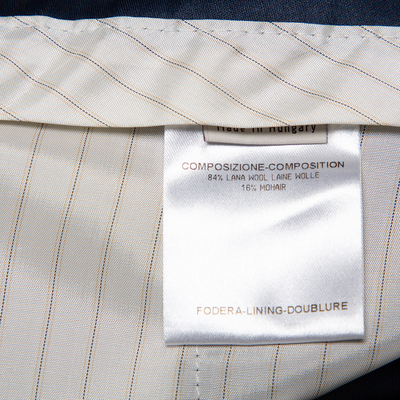 Made in Hungary
COMPOSIZIONE-COMPOSITION
84% LANA WOOL LAINE WOLLE
16% MOHAIR
FODERA-LINING-DOUBLURE